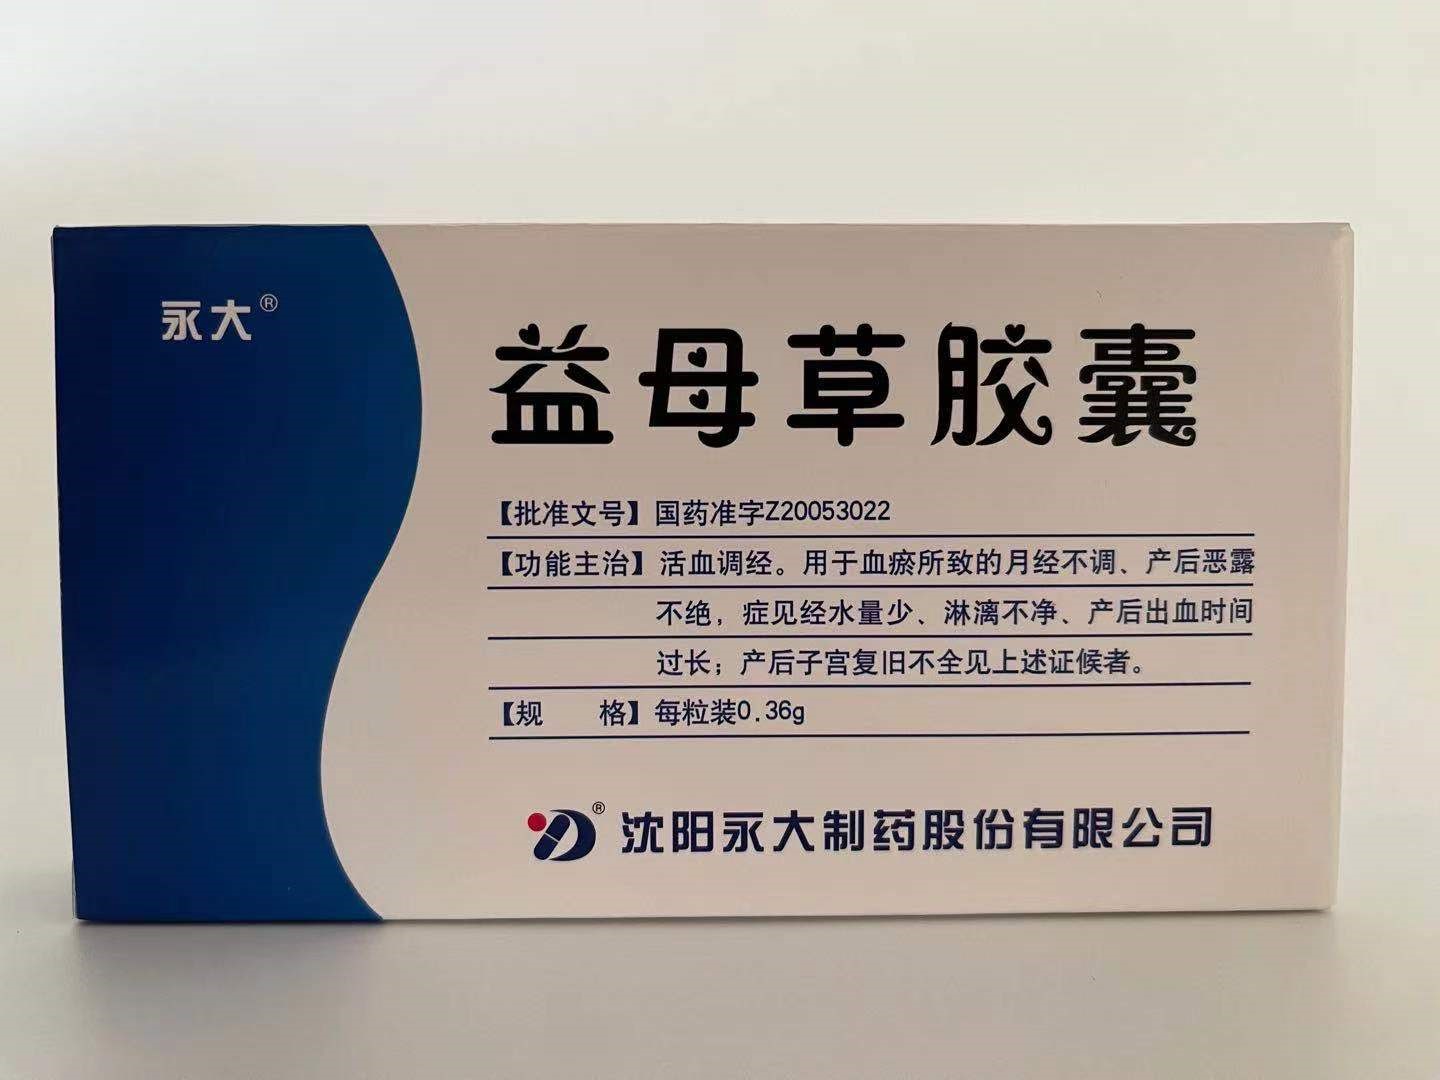 永大®
益母草胶囊
【批准文号】国药准字Z20053022
【功能主治】活血调经。用于血瘀所致的月经不调、产后恶露
不绝，症见经水量少、淋漓不净、产后出血时间
过长；产后子宫复旧不全见上述证候者。
【规　　格】每粒装0.36g
® 沈阳永大制药股份有限公司